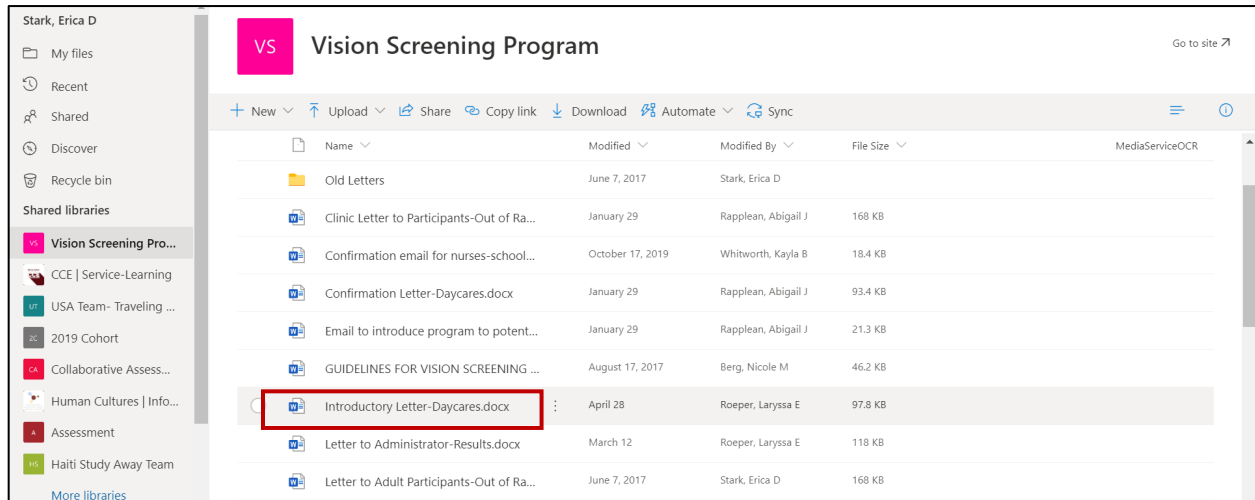 Stark, Erica D
My files
Recent
Shared
Discover
Recycle bin
Shared libraries
VS Vision Screening Pro...
CCE | Service-Learning
UT USA Team- Traveling ...
2C 2019 Cohort
CA Collaborative Assess...
Human Cultures | Info...
A Assessment
HS Haiti Study Away Team
More libraries
VS Vision Screening Program
Go to site
New Upload Share Copy link Download Automate Sync
Name Modified Modified By File Size MediaServiceOCR
Old Letters June 7, 2017 Stark, Erica D
Clinic Letter to Participants-Out of Ra... January 29 Rapplean, Abigail J 168 KB
Confirmation email for nurses-school... October 17, 2019 Whitworth, Kayla B 18.4 KB
Confirmation Letter-Daycares.docx January 29 Rapplean, Abigail J 93.4 KB
Email to introduce program to potent... January 29 Rapplean, Abigail J 21.3 KB
GUIDELINES FOR VISION SCREENING ... August 17, 2017 Berg, Nicole M 46.2 KB
Introductory Letter-Daycares.docx April 28 Roeper, Laryssa E 97.8 KB
Letter to Administrator-Results.docx March 12 Roeper, Laryssa E 118 KB
Letter to Adult Participants-Out of Ra... June 7, 2017 Stark, Erica D 168 KB